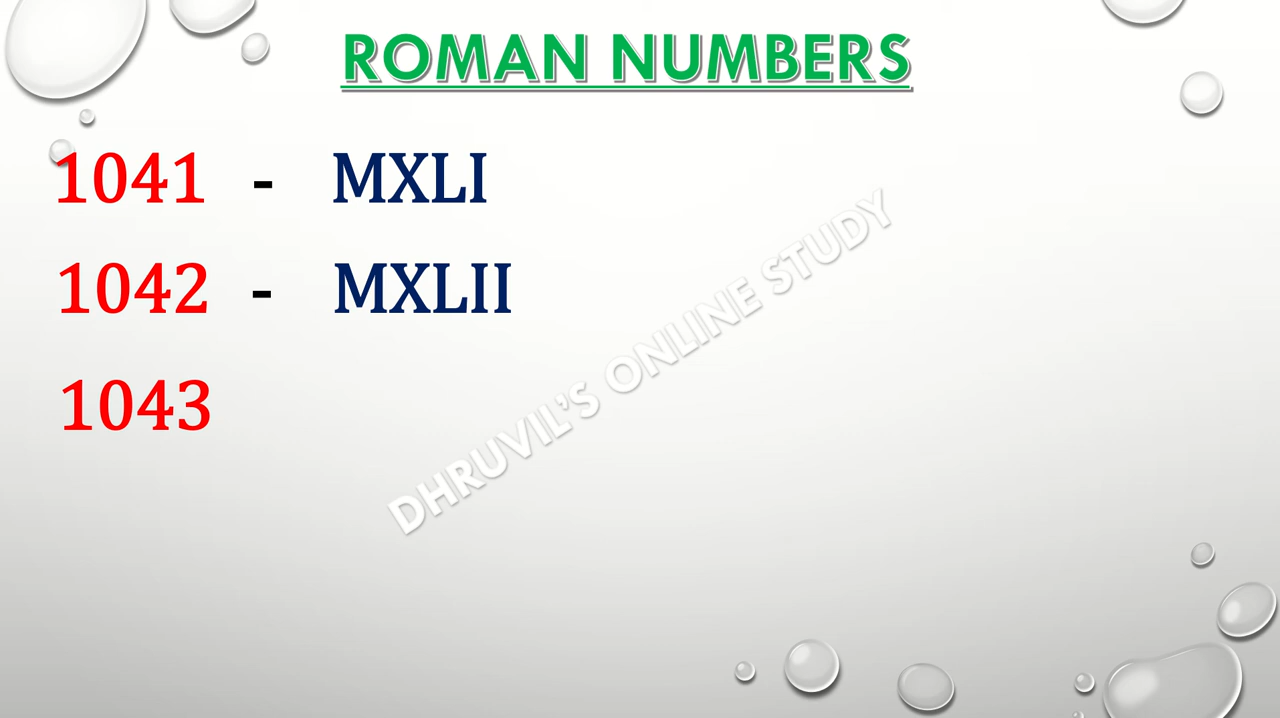 ROMAN NUMBERS
1041 - MXLI
1042 - MXLII
1043
DHRUVIL'S ONLINE STUDY